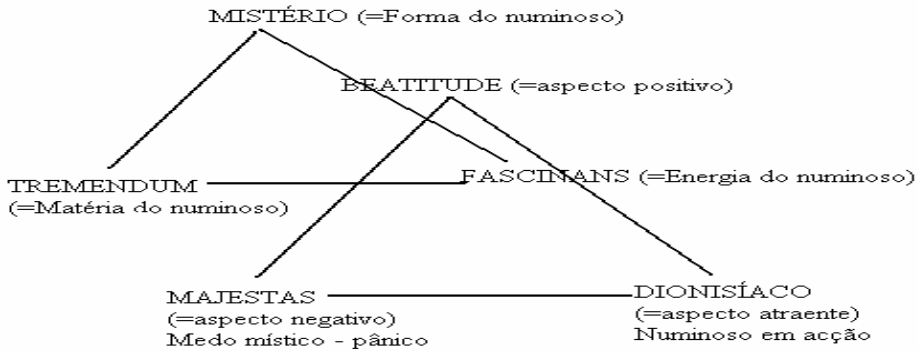 MISTÉRIO (=Forma do numinoso)
BEATITUDE (=aspecto positivo)
FASCINANS (=Energia do numinoso)
TREMENDUM
(=Matéria do numinoso)
MAJESTAS
(=aspecto negativo)
Medo místico - pânico
DIONISÍACO
(=aspecto atraente)
Numinoso em acção